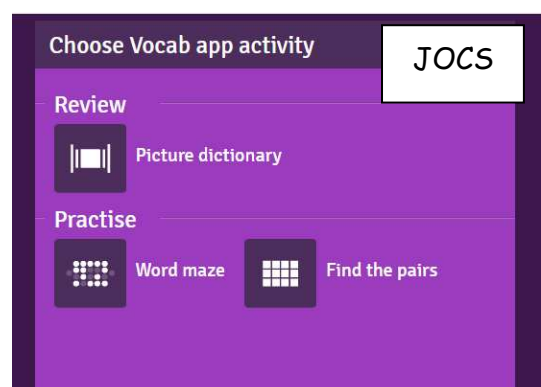 Choose Vocab app activity
JOCS
Review
Picture dictionary
Practise
Word maze
Find the pairs